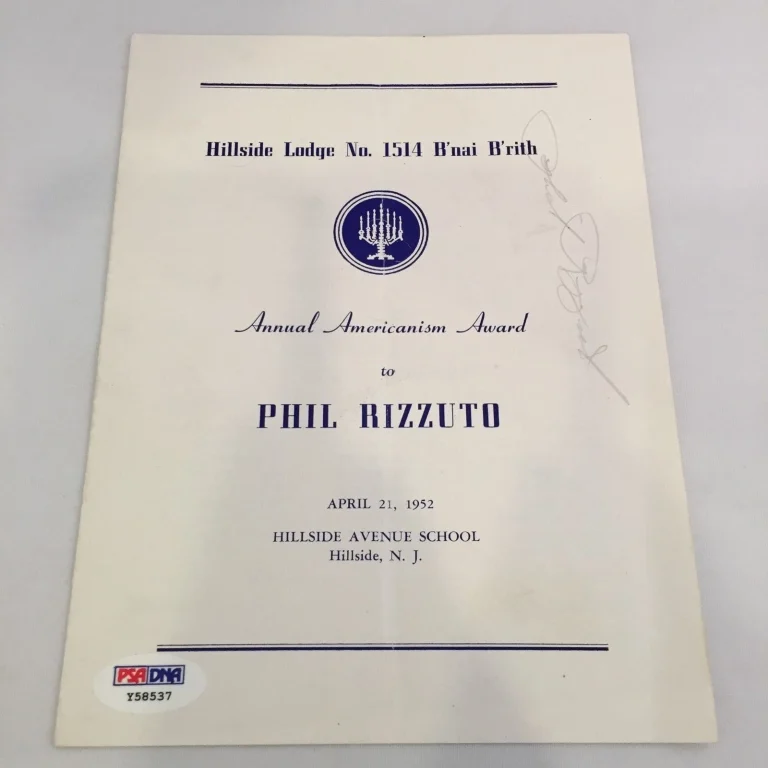 Hillside Lodge No. 1514 B'nai B'rith
Annual Americanism Award
to
PHIL RIZZUTO
APRIL 21, 1952
HILLSIDE AVENUE SCHOOL
Hillside, N. J.
PSA DNA
Y58537